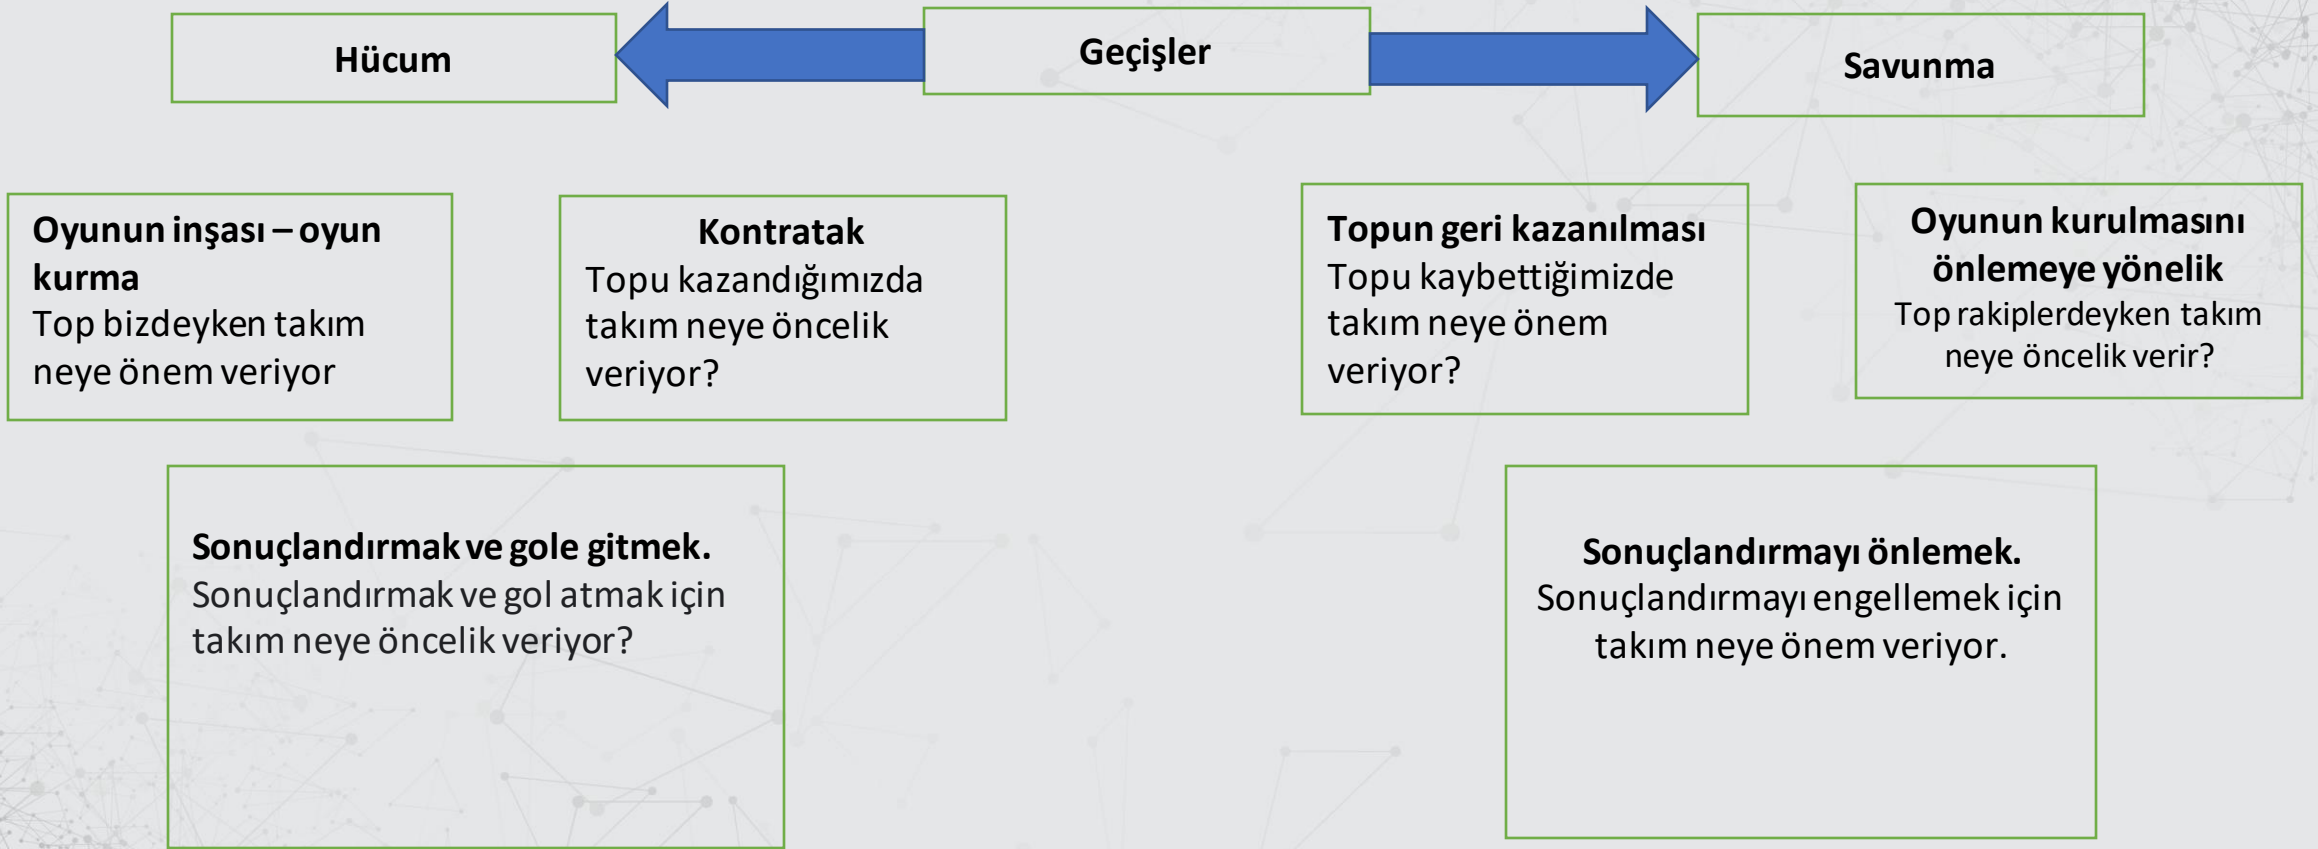 Hücum
Geçişler
Savunma
Oyunun inşası – oyun
kurma
Top bizdeyken takım
neye önem veriyor
Kontratak
Topu kazandığımızda
takım neye öncelik
veriyor?
Topun geri kazanılması
Topu kaybettiğimizde
takım neye önem
veriyor?
Oyunun kurulmasını
önlemeye yönelik
Top rakiplerdeyken takım
neye öncelik verir?
Sonuçlandırmak ve gole gitmek.
Sonuçlandırmak ve gol atmak için
takım neye öncelik veriyor?
Sonuçlandırmayı önlemek.
Sonuçlandırmayı engellemek için
takım neye önem veriyor.